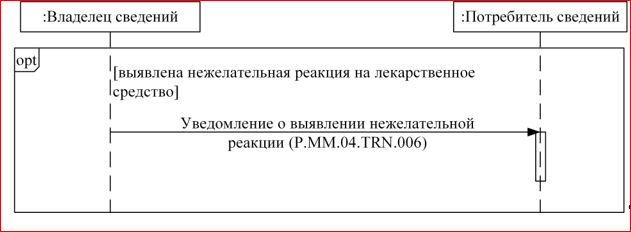 :Владелец сведений
:Потребитель сведений
opt
[выявлена нежелательная реакция на лекарственное
средство]
Уведомление о выявлении нежелательной
реакции (P.MM.04.TRN.006)